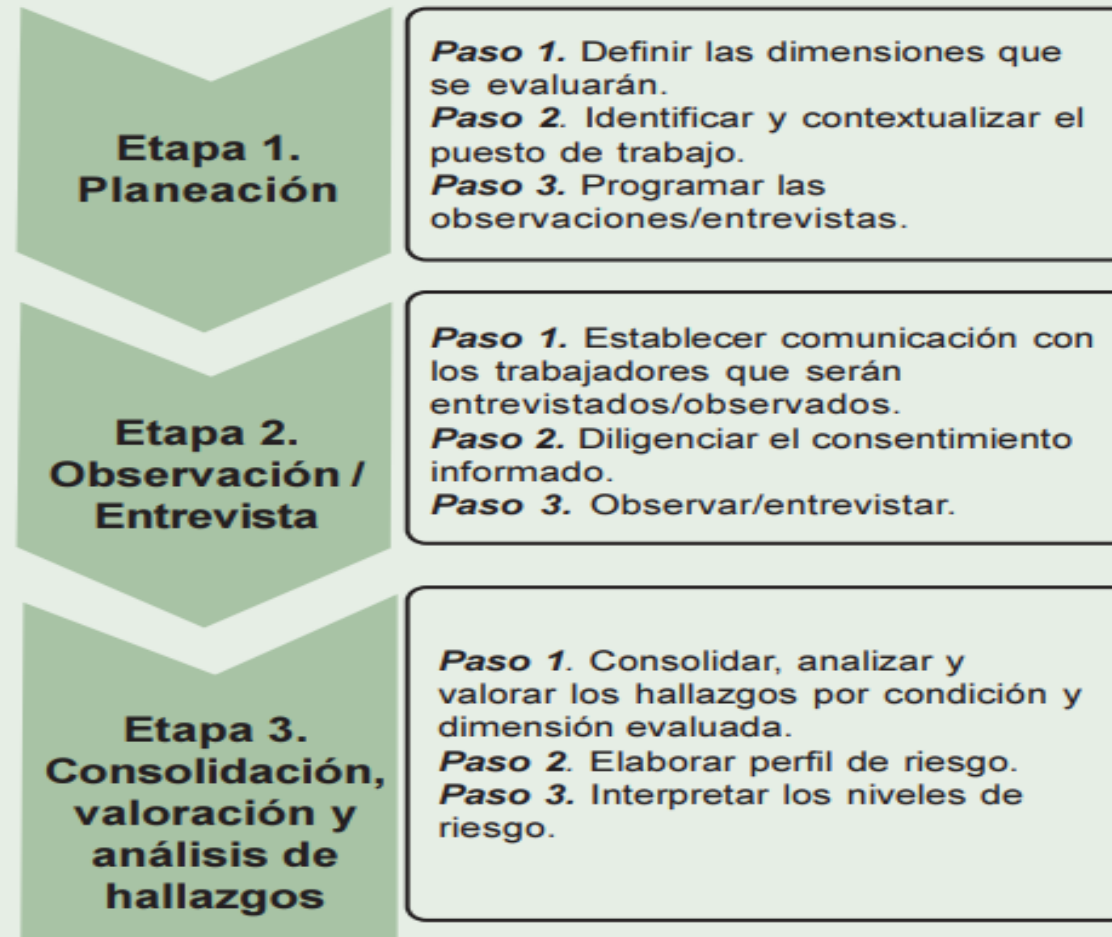 Etapa 1.
Planeación
Paso 1. Definir las dimensiones que
se evaluarán.
Paso 2. Identificar y contextualizar el
puesto de trabajo.
Paso 3. Programar las
observaciones/entrevistas.
Etapa 2.
Observación /
Entrevista
Paso 1. Establecer comunicación con
los trabajadores que serán
entrevistados/observados.
Paso 2. Diligenciar el consentimiento
informado.
Paso 3. Observar/entrevistar.
Etapa 3.
Consolidación,
valoración y
análisis de
hallazgos
Paso 1. Consolidar, analizar y
valorar los hallazgos por condición y
dimensión evaluada.
Paso 2. Elaborar perfil de riesgo.
Paso 3. Interpretar los niveles de
riesgo.